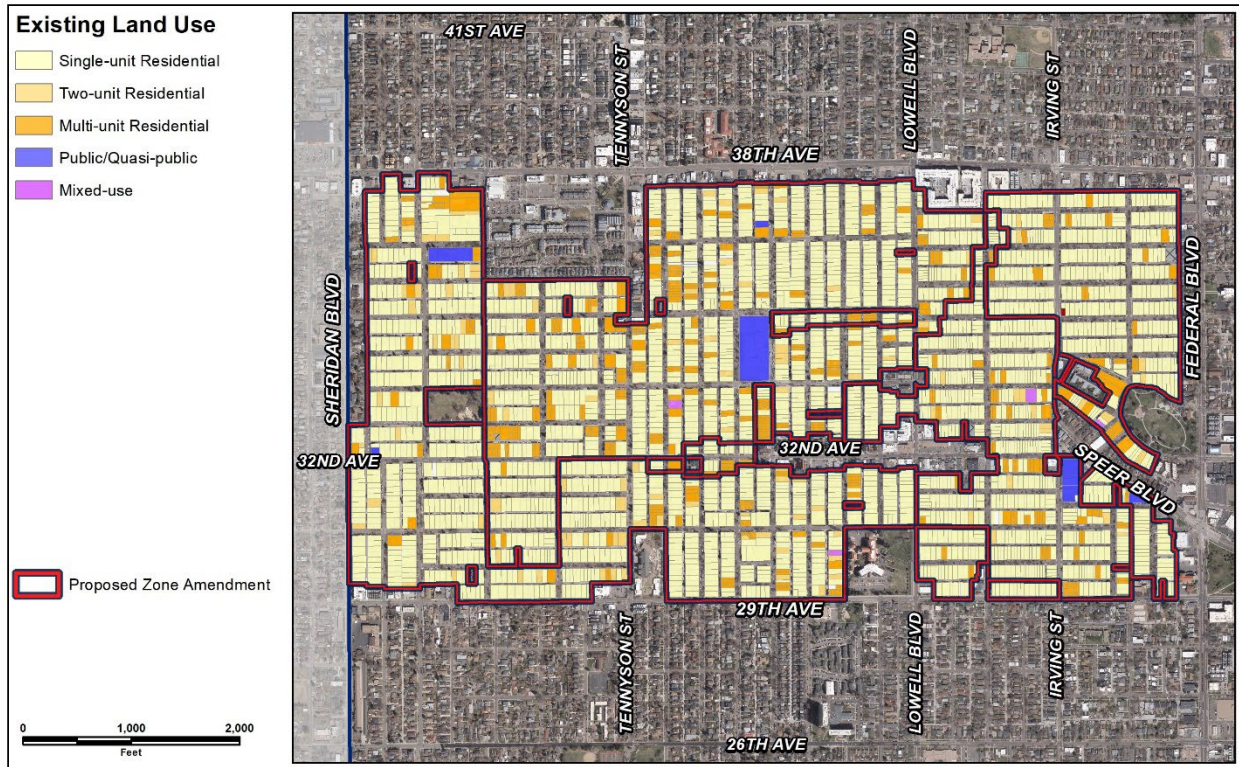 Existing Land Use
Single-unit Residential
Two-unit Residential
Multi-unit Residential
Public/Quasi-public
Mixed-use
Proposed Zone Amendment
0 1,000 2,000
Feet
41ST AVE
TENNYSON ST
LOWELL BLVD
IRVING ST
38TH AVE
SHERIDAN BLVD
FEDERAL BLVD
32ND AVE
32ND AVE
SPEER BLVD
29TH AVE
TENNYSON ST
LOWELL BLVD
IRVING ST
26TH AVE